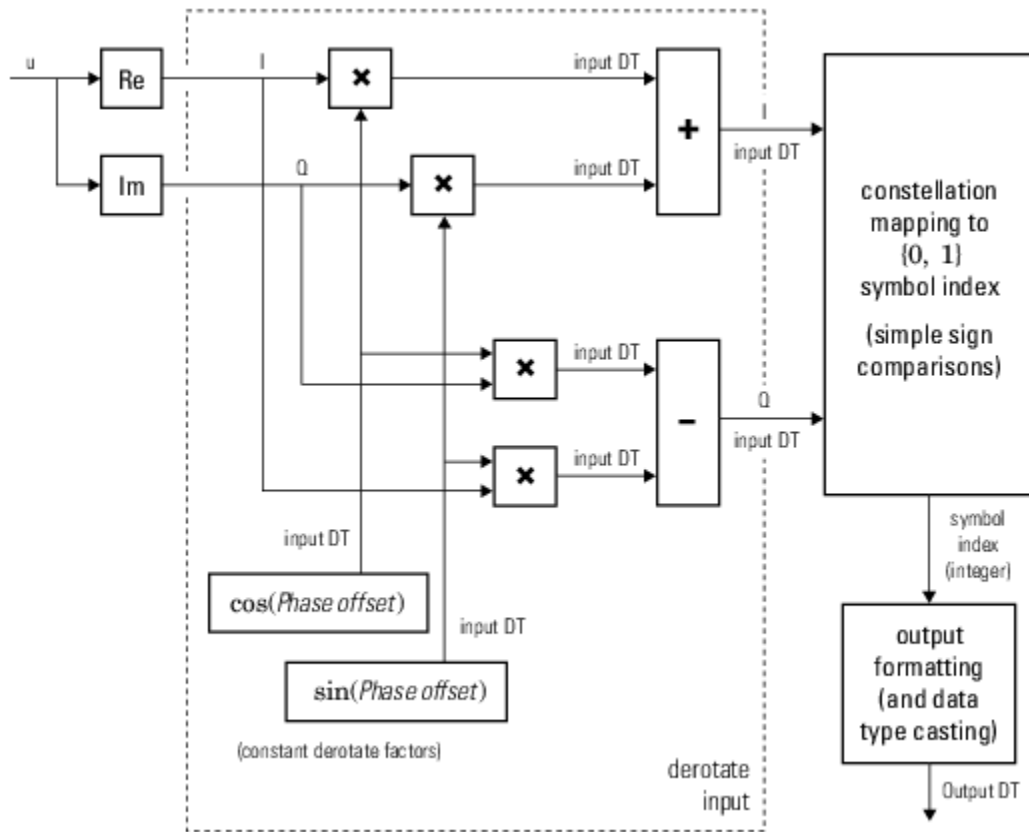 u
Re
I
×
input DT
+
I
input DT
Im
Q
×
input DT
constellation
mapping to
{0, 1}
symbol index
(simple sign
comparisons)
×
input DT
−
Q
input DT
×
input DT
input DT
cos(Phase offset)
input DT
sin(Phase offset)
(constant derotate factors)
derotate
input
symbol
index
(integer)
output
formatting
(and data
type casting)
Output DT